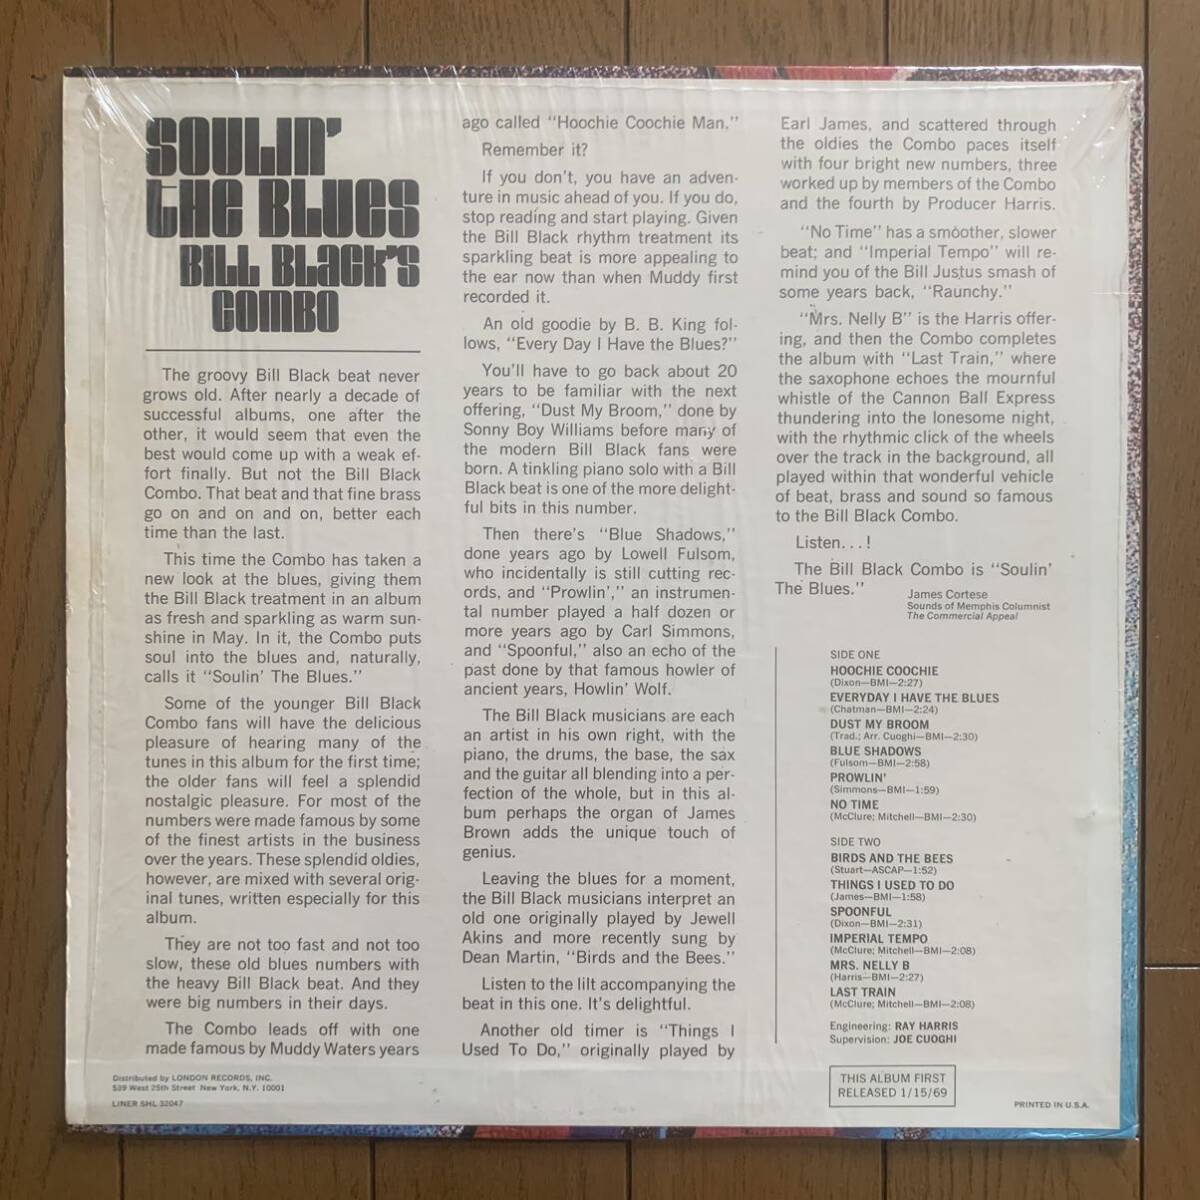 SOULIN'
THE BLUES
BILL BLACK'S
COMBO
The groovy Bill Black beat never
grows old. After nearly a decade of
successful albums, one after the
other, it would seem that even the
best would come up with a weak ef-
fort finally. But not the Bill Black
Combo. That beat and that fine brass
go on and on and on, better each
time than the last.
This time the Combo has taken a
new look at the blues, giving them
the Bill Black treatment in an album
as fresh and sparkling as warm sun-
shine in May. In it, the Combo puts
soul into the blues and, naturally,
calls it "Soulin' The Blues."
Some of the younger Bill Black
Combo fans will have the delicious
pleasure of hearing many of the
tunes in this album for the first time;
the older fans will feel a splendid
nostalgic pleasure. For most of the
numbers were made famous by some
of the finest artists in the business
over the years. These splendid oldies,
however, are mixed with several orig-
inal tunes, written especially for this
album.
They are not too fast and not too
slow, these old blues numbers with
the heavy Bill Black beat. And they
were big numbers in their days.
The Combo leads off with one
made famous by Muddy Waters years
ago called "Hoochie Coochie Man."
Remember it?
If you don't, you have an adven-
ture in music ahead of you. If you do,
stop reading and start playing. Given
the Bill Black rhythm treatment its
sparkling beat is more appealing to
the ear now than when Muddy first
recorded it.
An old goodie by B. B. King fol-
lows, "Every Day I Have the Blues?"
You'll have to go back about 20
years to be familiar with the next
offering, "Dust My Broom," done by
Sonny Boy Williams before many of
the modern Bill Black fans were
born. A tinkling piano solo with a Bill
Black beat is one of the more delight-
ful bits in this number.
Then there's "Blue Shadows,"
done years ago by Lowell Fulsom,
who incidentally is still cutting rec-
ords, and "Prowlin'," an instrumen-
tal number played a half dozen or
more years ago by Carl Simmons,
and "Spoonful," also an echo of the
past done by that famous howler of
ancient years, Howlin' Wolf.
The Bill Black musicians are each
an artist in his own right, with the
piano, the drums, the base, the sax
and the guitar all blending into a per-
fection of the whole, but in this al-
bum perhaps the organ of James
Brown adds the unique touch of
genius.
Leaving the blues for a moment,
the Bill Black musicians interpret an
old one originally played by Jewell
Akins and more recently sung by
Dean Martin, "Birds and the Bees."
Listen to the lilt accompanying the
beat in this one. It's delightful.
Another old timer is "Things I
Used To Do," originally played by
Earl James, and scattered through
the oldies the Combo paces itself
with four bright new numbers, three
worked up by members of the Combo
and the fourth by Producer Harris.
"No Time" has a smoother, slower
beat; and "Imperial Tempo" will re-
mind you of the Bill Justus smash of
some years back, "Raunchy."
"Mrs. Nelly B" is the Harris offer-
ing, and then the Combo completes
the album with "Last Train," where
the saxophone echoes the mournful
whistle of the Cannon Ball Express
thundering into the lonesome night,
with the rhythmic click of the wheels
over the track in the background, all
played within that wonderful vehicle
of beat, brass and sound so famous
to the Bill Black Combo.
Listen...!
The Bill Black Combo is "Soulin'
The Blues."
James Cortese
Sounds of Memphis Columnist
The Commercial Appeal
SIDE ONE
HOOCHIE COOCHIE
(Dixon—BMI—2:27)
EVERYDAY I HAVE THE BLUES
(Chatman—BMI—2:24)
DUST MY BROOM
(Trad.; Arr. Cuoghi—BMI—2:30)
BLUE SHADOWS
(Fulsom—BMI—2:58)
PROWLIN'
(Simmons—BMI—1:59)
NO TIME
(McClure; Mitchell—BMI—2:30)
SIDE TWO
BIRDS AND THE BEES
(Stuart—ASCAP—1:52)
THINGS I USED TO DO
(James—BMI—1:58)
SPOONFUL
(Dixon—BMI—2:31)
IMPERIAL TEMPO
(McClure; Mitchell—BMI—2:08)
MRS. NELLY B
(Harris—BMI—2:27)
LAST TRAIN
(McClure; Mitchell—BMI—2:08)
Engineering: RAY HARRIS
Supervision: JOE CUOGHI
Distributed by LONDON RECORDS, INC.
539 West 25th Street New York, N.Y. 10001
LINER SHL 32047
THIS ALBUM FIRST
RELEASED 1/15/69
PRINTED IN U.S.A.